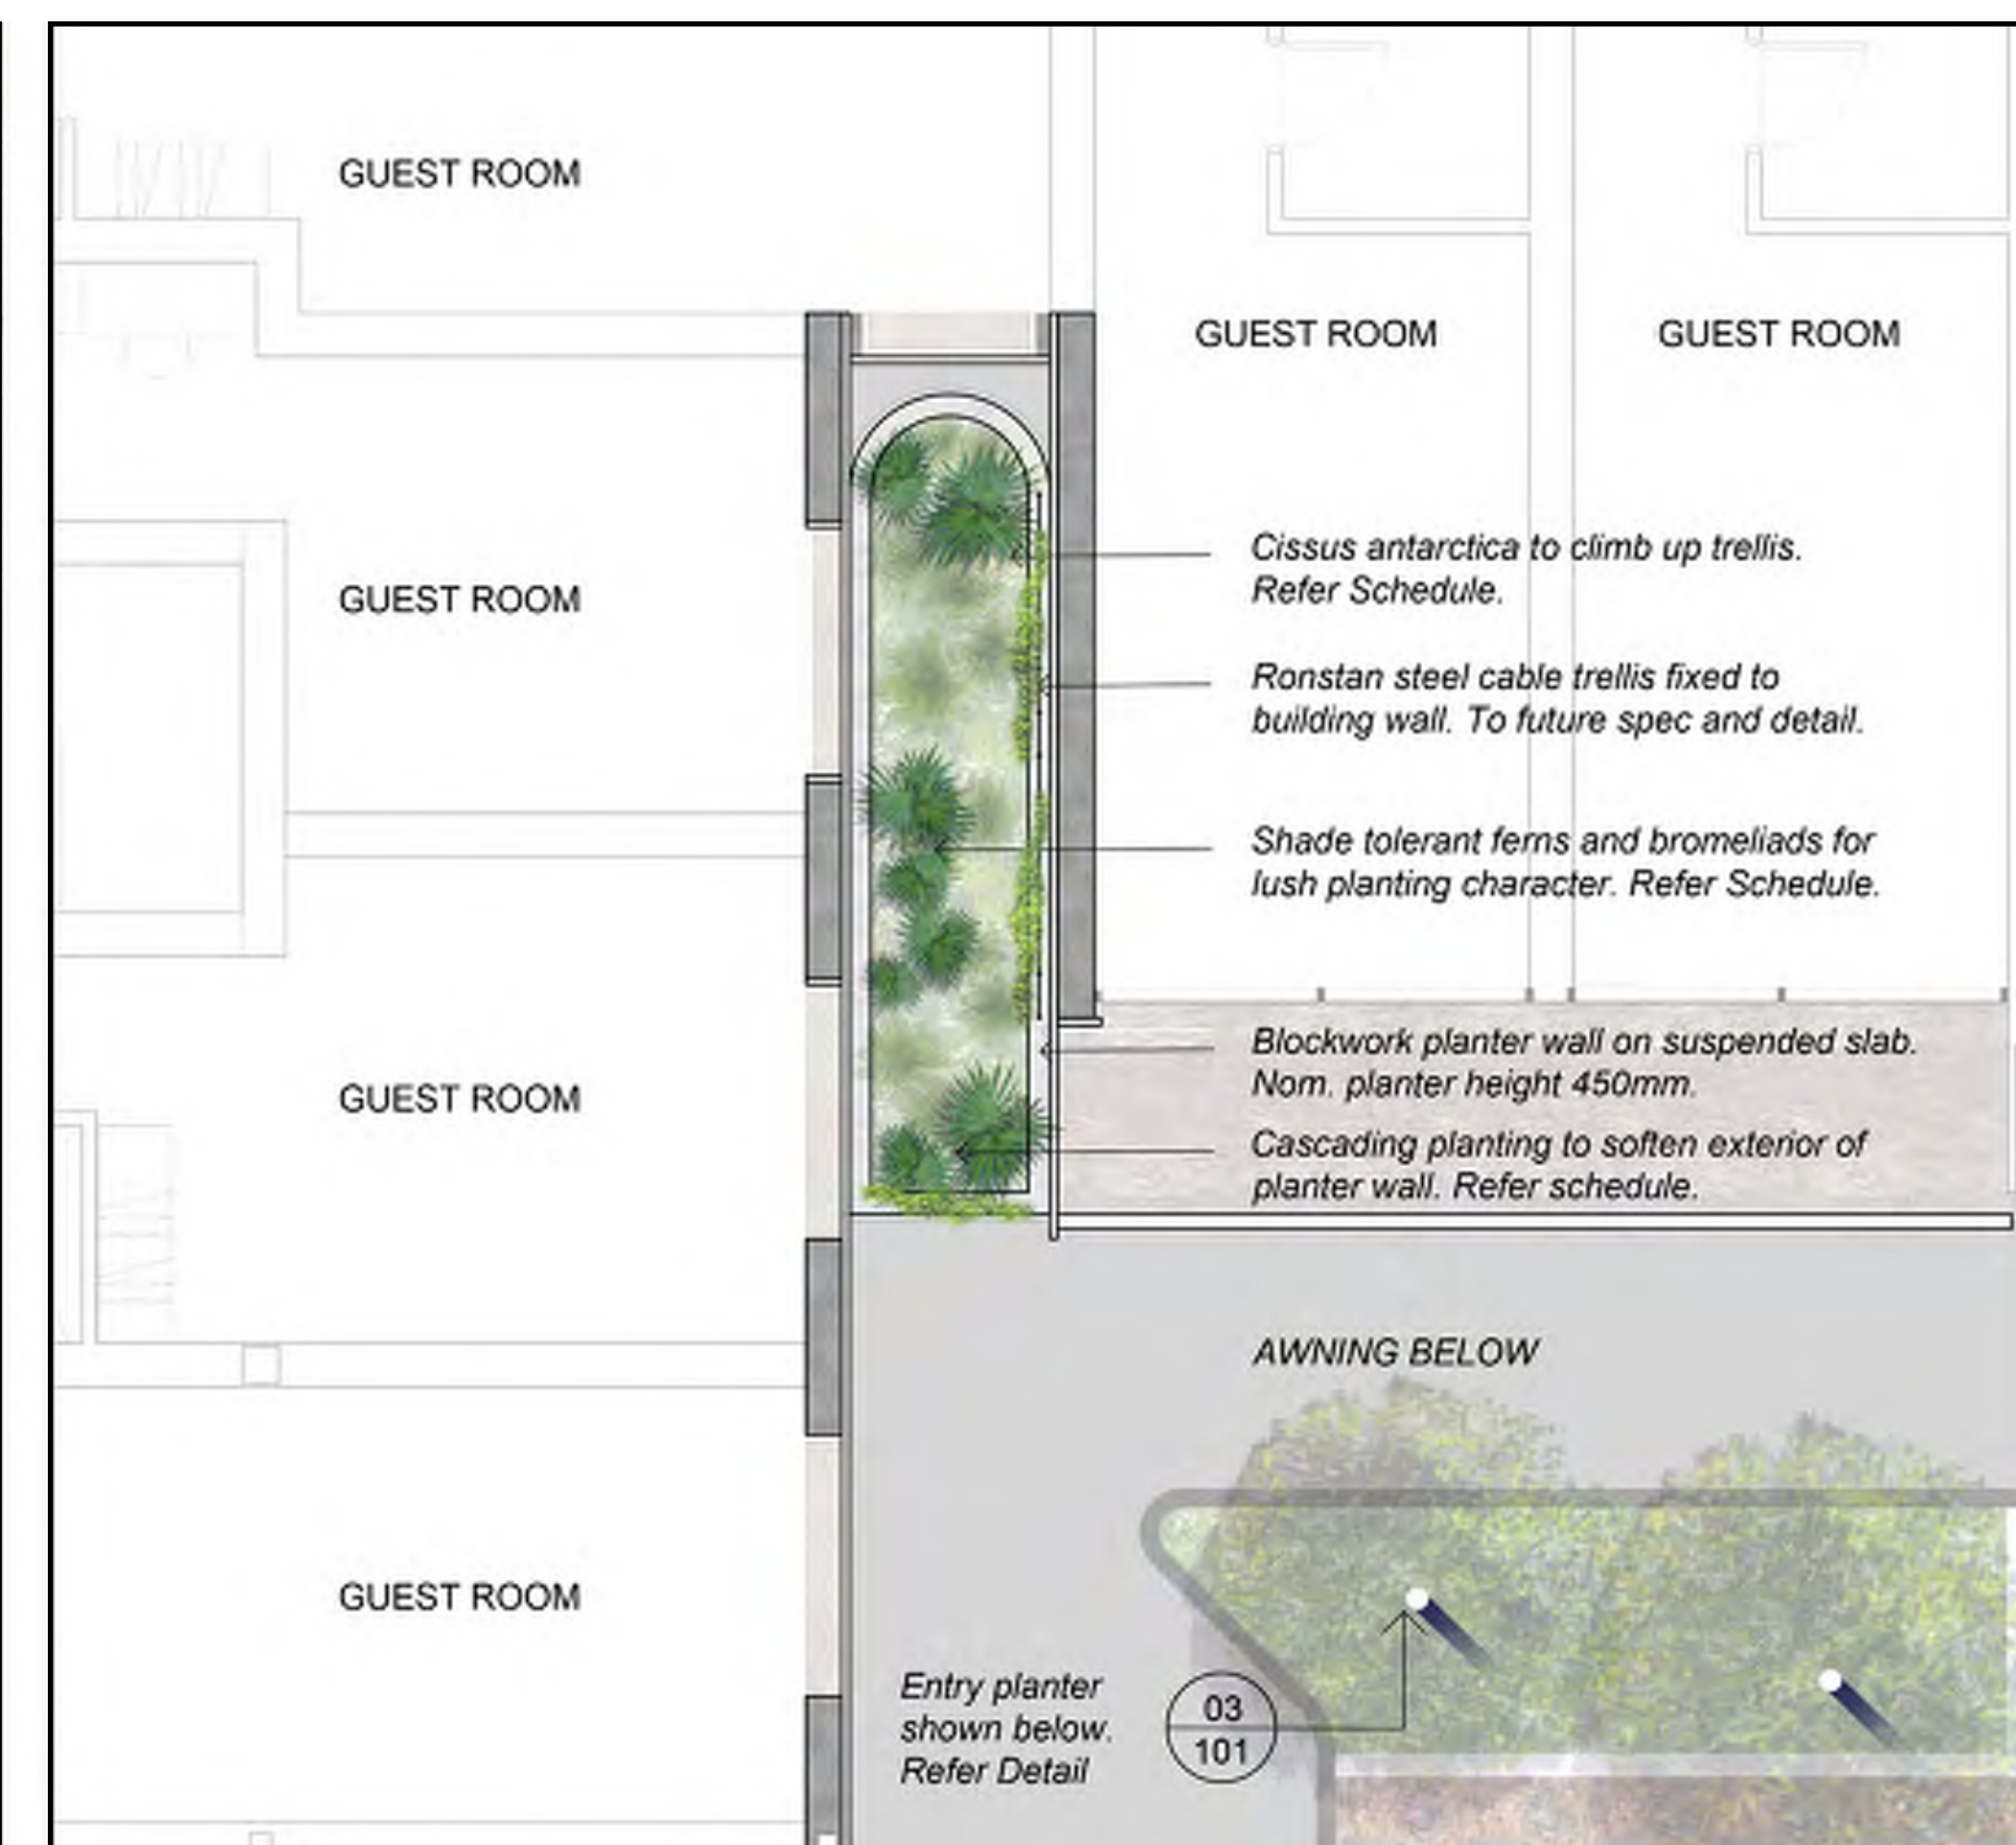 GUEST ROOM
GUEST ROOM
GUEST ROOM
Cissus antarctica to climb up trellis.
Refer Schedule.
GUEST ROOM
Ronstan steel cable trellis fixed to
building wall. To future spec and detail.
Shade tolerant ferns and bromeliads for
lush planting character. Refer Schedule.
Blockwork planter wall on suspended slab.
Nom. planter height 450mm.
GUEST ROOM
Cascading planting to soften exterior of
planter wall. Refer schedule.
AWNING BELOW
GUEST ROOM
Entry planter
shown below.
Refer Detail
03
101